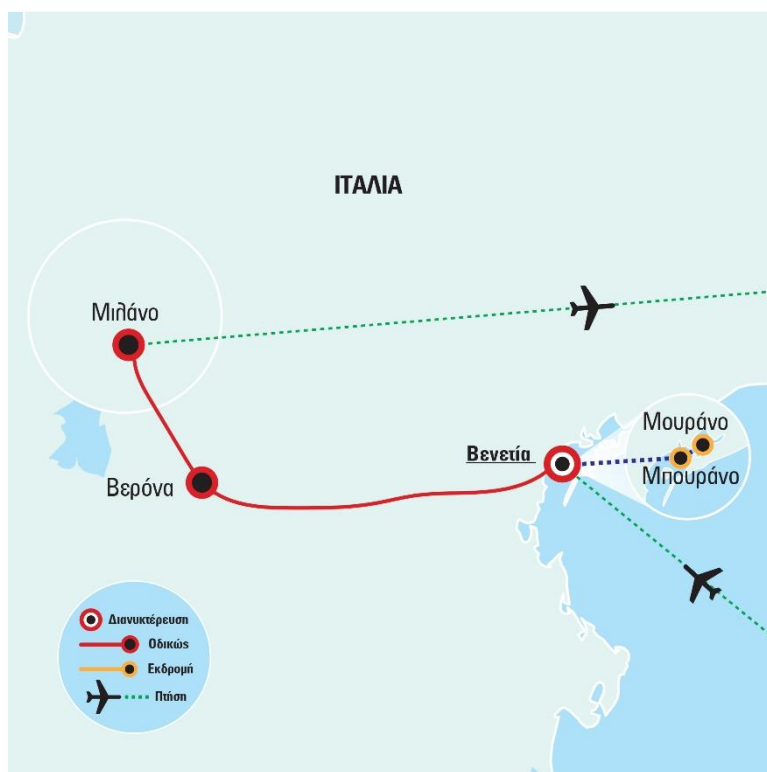 ΙΤΑΛΙΑ
Μιλάνο
Μουράνο
Βενετία
Μπουράνο
Βερόνα
Διανυκτέρευση
Οδικώς
Εκδρομή
Πτήση